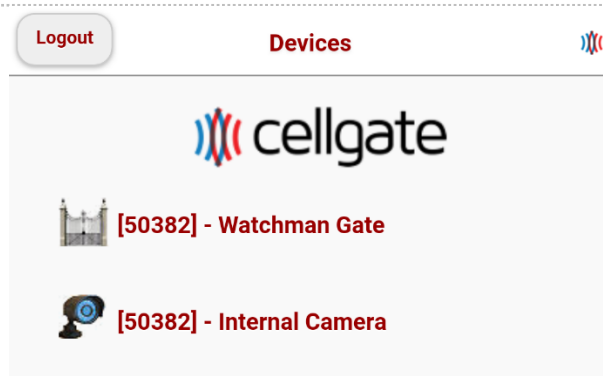 Logout
Devices
cellgate
[50382] - Watchman Gate
[50382] - Internal Camera